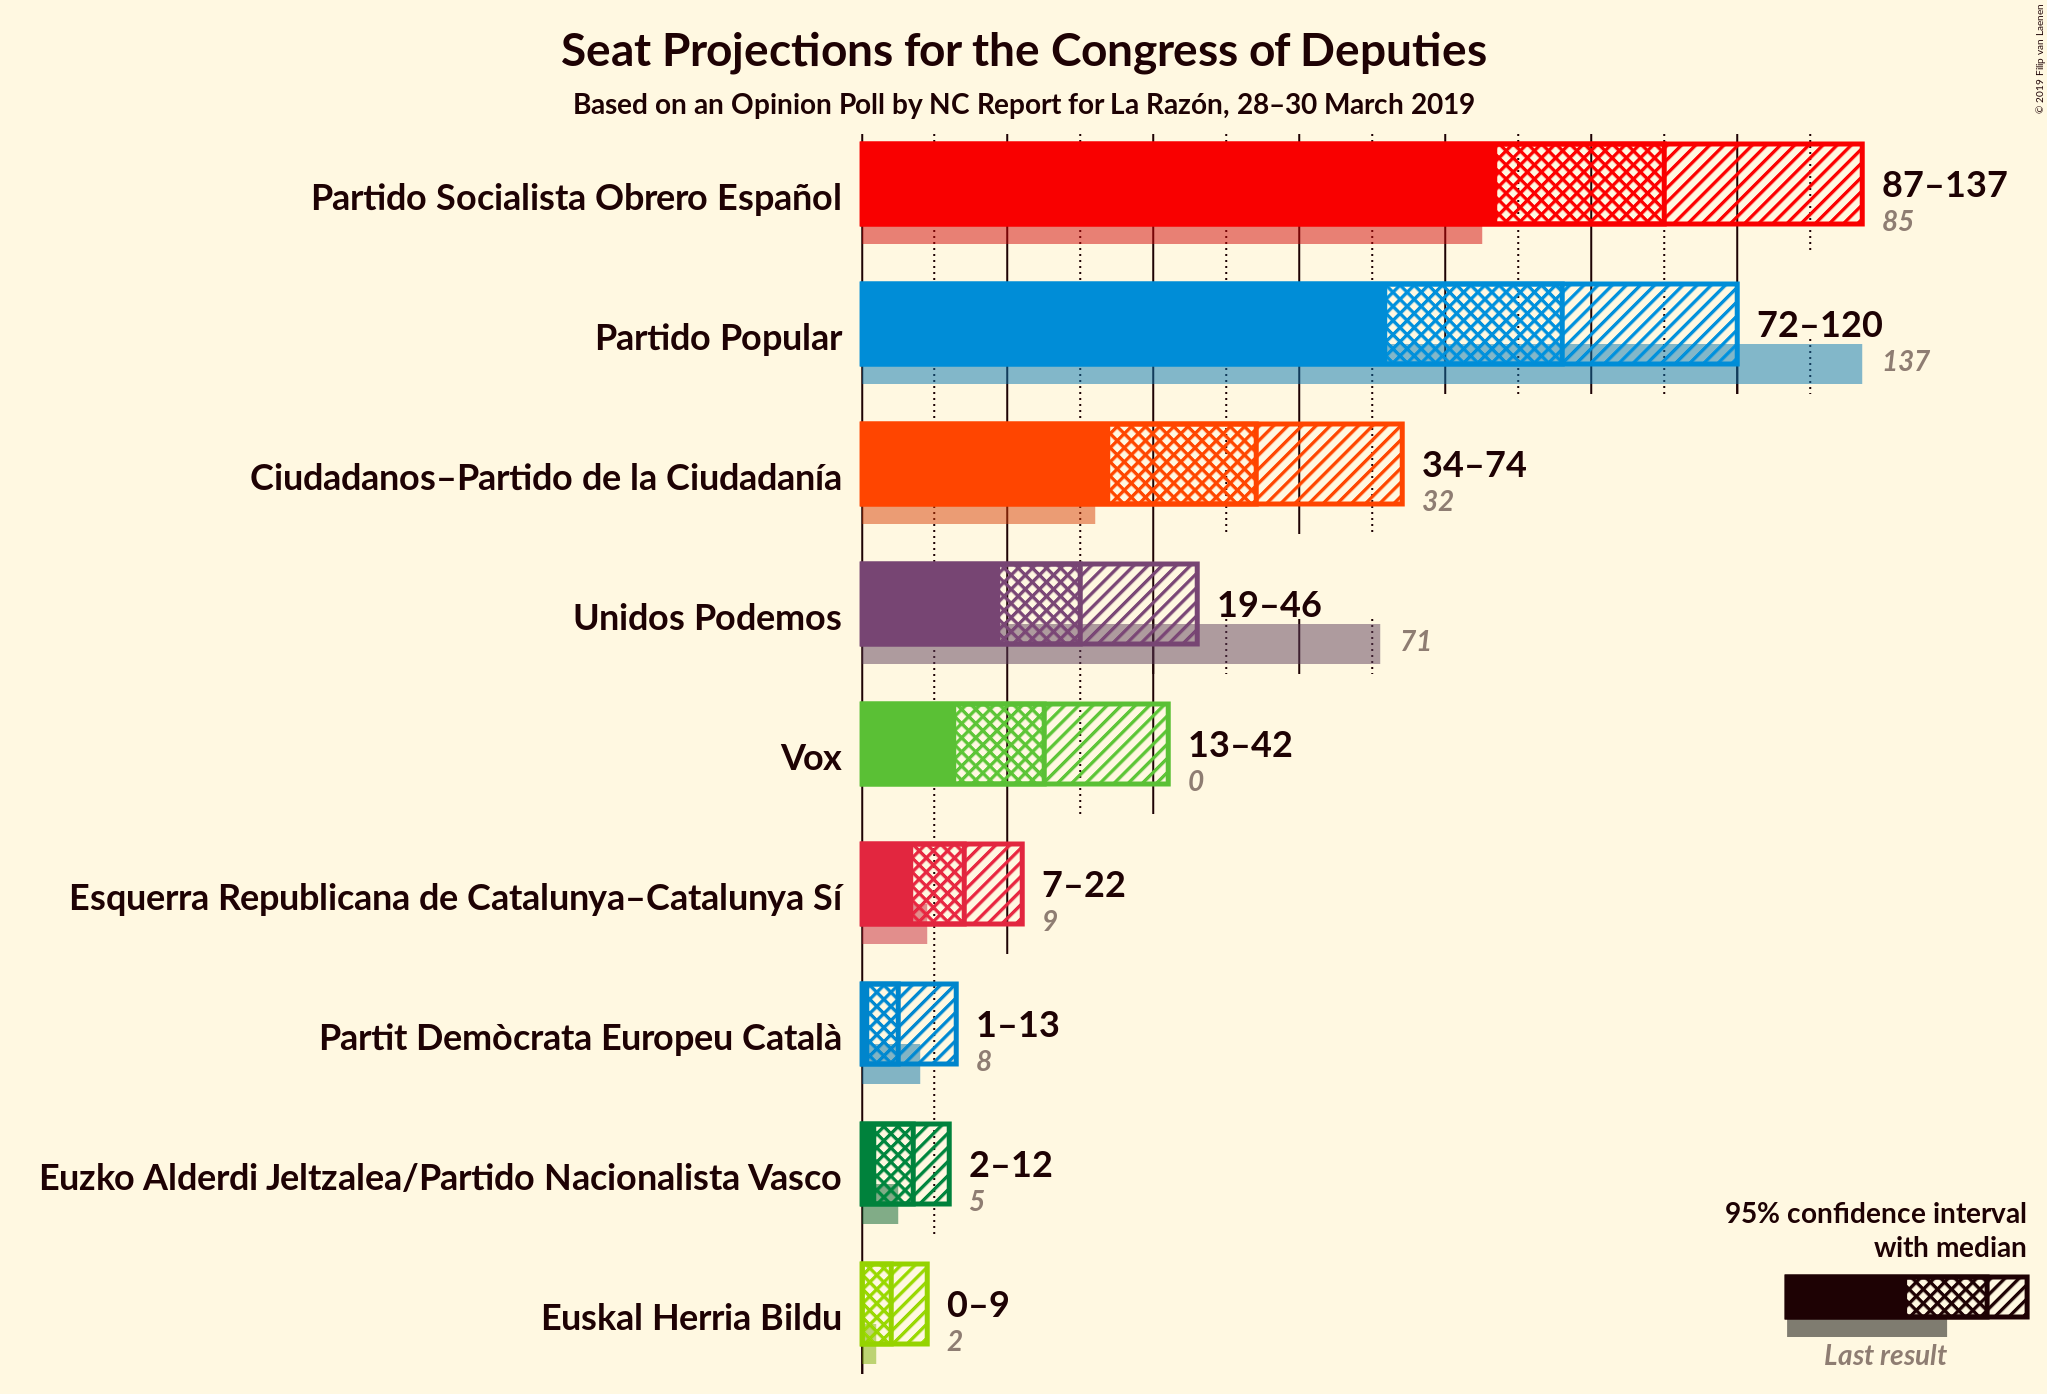 Seat Projections for the Congress of Deputies
Based on an Opinion Poll by NC Report for La Razón, 28–30 March 2019
© 2019 Filip van Laenen
Partido Socialista Obrero Español
87–137
85
Partido Popular
72–120
137
Ciudadanos–Partido de la Ciudadanía
34–74
32
Unidos Podemos
19–46
71
Vox
13–42
0
Esquerra Republicana de Catalunya–Catalunya Sí
7–22
9
Partit Demòcrata Europeu Català
1–13
8
Euzko Alderdi Jeltzalea/Partido Nacionalista Vasco
2–12
5
Euskal Herria Bildu
0–9
2
95% confidence interval
with median
Last result